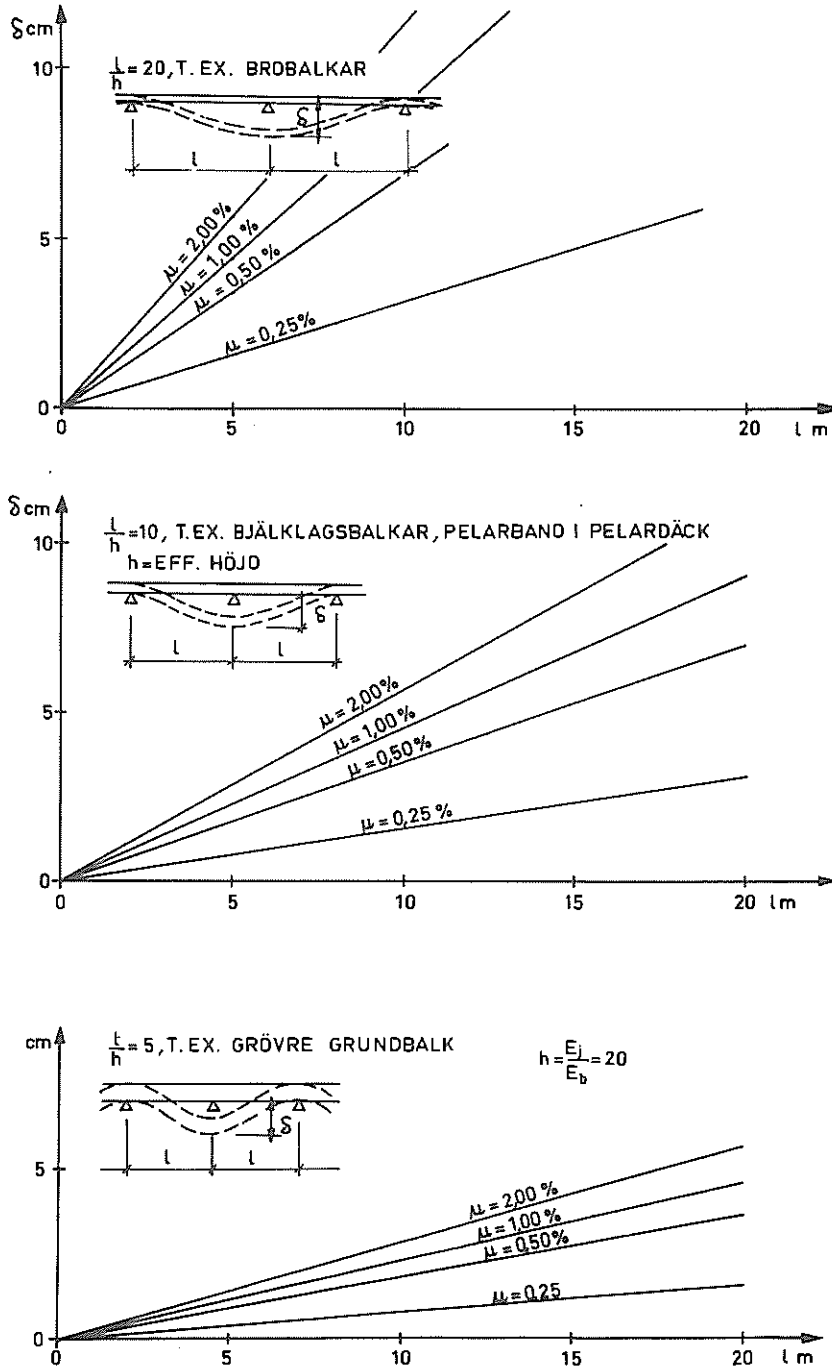 δ cm
10
l/h = 20, T. EX. BROBALKAR
δ
l l
μ = 2,00 %
μ = 1,00 %
μ = 0,50 %
μ = 0,25 %
5
0
0 5 10 15 20 l m
δ cm
10
l/h = 10, T.EX. BJÄLKLAGSBALKAR, PELARBAND I PELARDÄCK
h = EFF. HÖJD
δ
l l
μ = 2,00 %
μ = 1,00 %
μ = 0,50 %
μ = 0,25 %
5
0
0 5 10 15 20 l m
cm
l/h = 5, T. EX. GRÖVRE GRUNDBALK
h = Ej/Eb = 20
δ
l l
5
μ = 2,00 %
μ = 1,00 %
μ = 0,50 %
μ = 0,25
0
0 5 10 15 20 l m